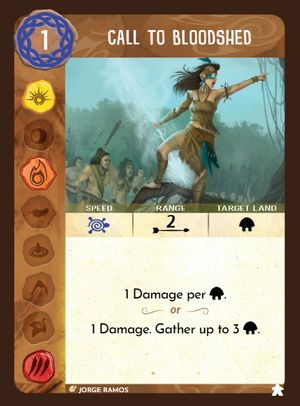 1
CALL TO BLOODSHED
SPEED RANGE TARGET LAND
2
1 Damage per .
or
1 Damage. Gather up to 3 .
JORGE RAMOS